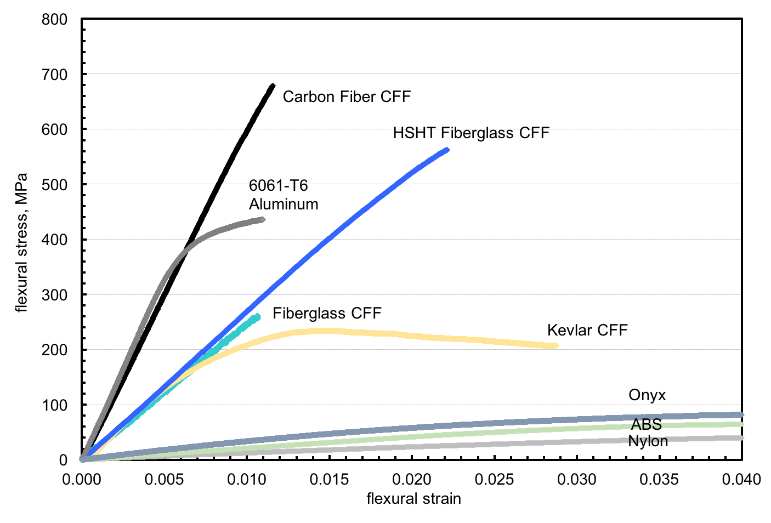 800
700
600
500
400
300
200
100
0
flexural stress, MPa
Carbon Fiber CFF
HSHT Fiberglass CFF
6061-T6
Aluminum
Fiberglass CFF
Kevlar CFF
Onyx
ABS
Nylon
0.000 0.005 0.010 0.015 0.020 0.025 0.030 0.035 0.040
flexural strain